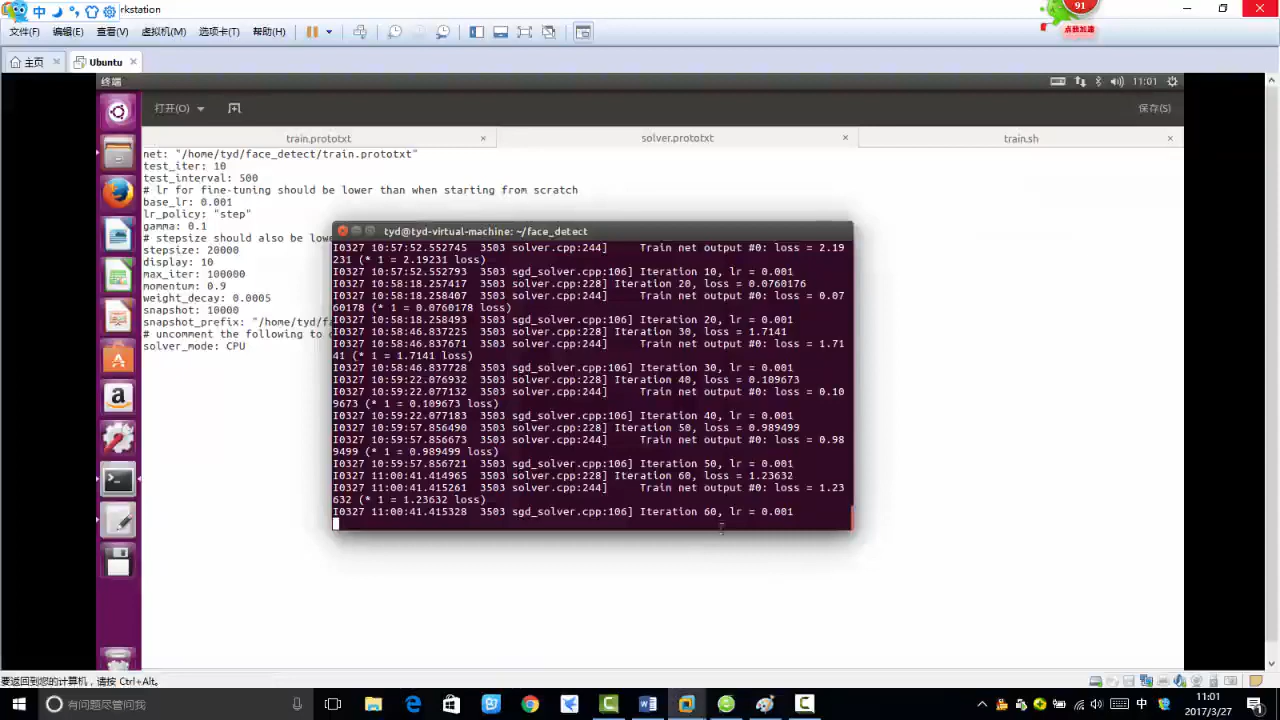 中
orkstation
91
点我加速
文件(F) 编辑(E) 查看(V) 虚拟机(M) 选项卡(T) 帮助(H)
主页 Ubuntu
终端 11:01
打开(O) 保存(S)
train.prototxt solver.prototxt train.sh
net: "/home/tyd/face_detect/train.prototxt"
test_iter: 10
test_interval: 500
# lr for fine-tuning should be lower than when starting from scratch
base_lr: 0.001
lr_policy: "step"
gamma: 0.1
# stepsize should also be lowe
stepsize: 20000
display: 10
max_iter: 100000
momentum: 0.9
weight_decay: 0.0005
snapshot: 10000
snapshot_prefix: "/home/tyd/f
# uncomment the following to
solver_mode: CPU
tyd@tyd-virtual-machine: ~/face_detect
I0327 10:57:52.552745 3503 solver.cpp:244] Train net output #0: loss = 2.19
231 (* 1 = 2.19231 loss)
I0327 10:57:52.552793 3503 sgd_solver.cpp:106] Iteration 10, lr = 0.001
I0327 10:58:18.257417 3503 solver.cpp:228] Iteration 20, loss = 0.0760176
I0327 10:58:18.258407 3503 solver.cpp:244] Train net output #0: loss = 0.07
60178 (* 1 = 0.0760178 loss)
I0327 10:58:18.258493 3503 sgd_solver.cpp:106] Iteration 20, lr = 0.001
I0327 10:58:46.837225 3503 solver.cpp:228] Iteration 30, loss = 1.7141
I0327 10:58:46.837671 3503 solver.cpp:244] Train net output #0: loss = 1.71
41 (* 1 = 1.7141 loss)
I0327 10:58:46.837728 3503 sgd_solver.cpp:106] Iteration 30, lr = 0.001
I0327 10:59:22.076932 3503 solver.cpp:228] Iteration 40, loss = 0.109673
I0327 10:59:22.077132 3503 solver.cpp:244] Train net output #0: loss = 0.10
9673 (* 1 = 0.109673 loss)
I0327 10:59:22.077183 3503 sgd_solver.cpp:106] Iteration 40, lr = 0.001
I0327 10:59:57.856490 3503 solver.cpp:228] Iteration 50, loss = 0.989499
I0327 10:59:57.856673 3503 solver.cpp:244] Train net output #0: loss = 0.98
9499 (* 1 = 0.989499 loss)
I0327 10:59:57.856721 3503 sgd_solver.cpp:106] Iteration 50, lr = 0.001
I0327 11:00:41.414965 3503 solver.cpp:228] Iteration 60, loss = 1.23632
I0327 11:00:41.415261 3503 solver.cpp:244] Train net output #0: loss = 1.23
632 (* 1 = 1.23632 loss)
I0327 11:00:41.415328 3503 sgd_solver.cpp:106] Iteration 60, lr = 0.001
要返回到您的计算机，请按 Ctrl+Alt。
有问题尽管问我
中
11:01
2017/3/27